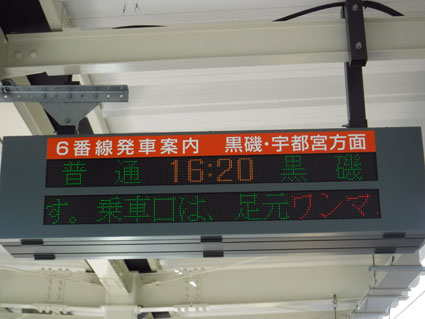 6番線発車案内 黒磯・宇都宮方面
普通 16:20 黒磯
す。乗車口は、足元ワンマ